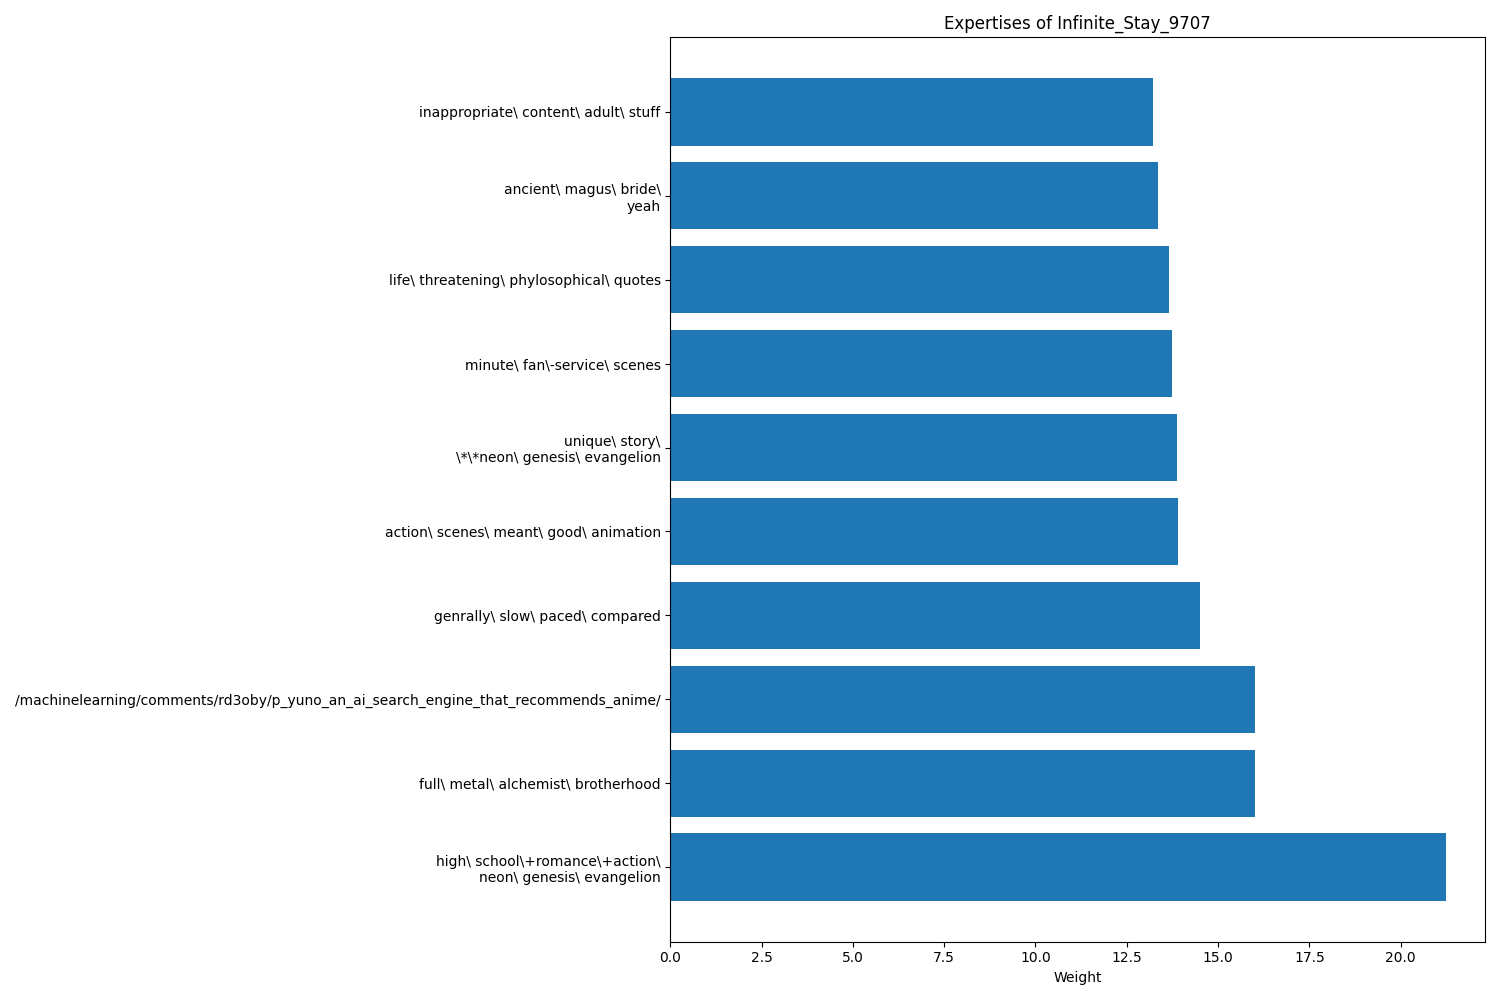 Expertises of Infinite_Stay_9707
inappropriate\ content\ adult\ stuff
ancient\ magus\ bride\
yeah
life\ threatening\ phylosophical\ quotes
minute\ fan\-service\ scenes
unique\ story\
\*\*neon\ genesis\ evangelion
action\ scenes\ meant\ good\ animation
genrally\ slow\ paced\ compared
/machinelearning/comments/rd3oby/p_yuno_an_ai_search_engine_that_recommends_anime/
full\ metal\ alchemist\ brotherhood
high\ school\+romance\+action\
neon\ genesis\ evangelion
0.0 2.5 5.0 7.5 10.0 12.5 15.0 17.5 20.0
Weight